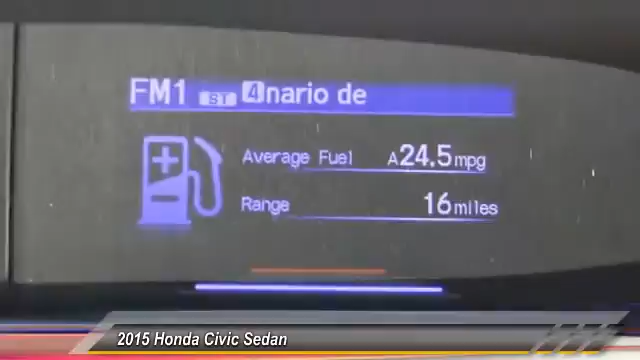 FM1 ST 4nario de
Average Fuel A24.5mpg
Range 16miles
2015 Honda Civic Sedan